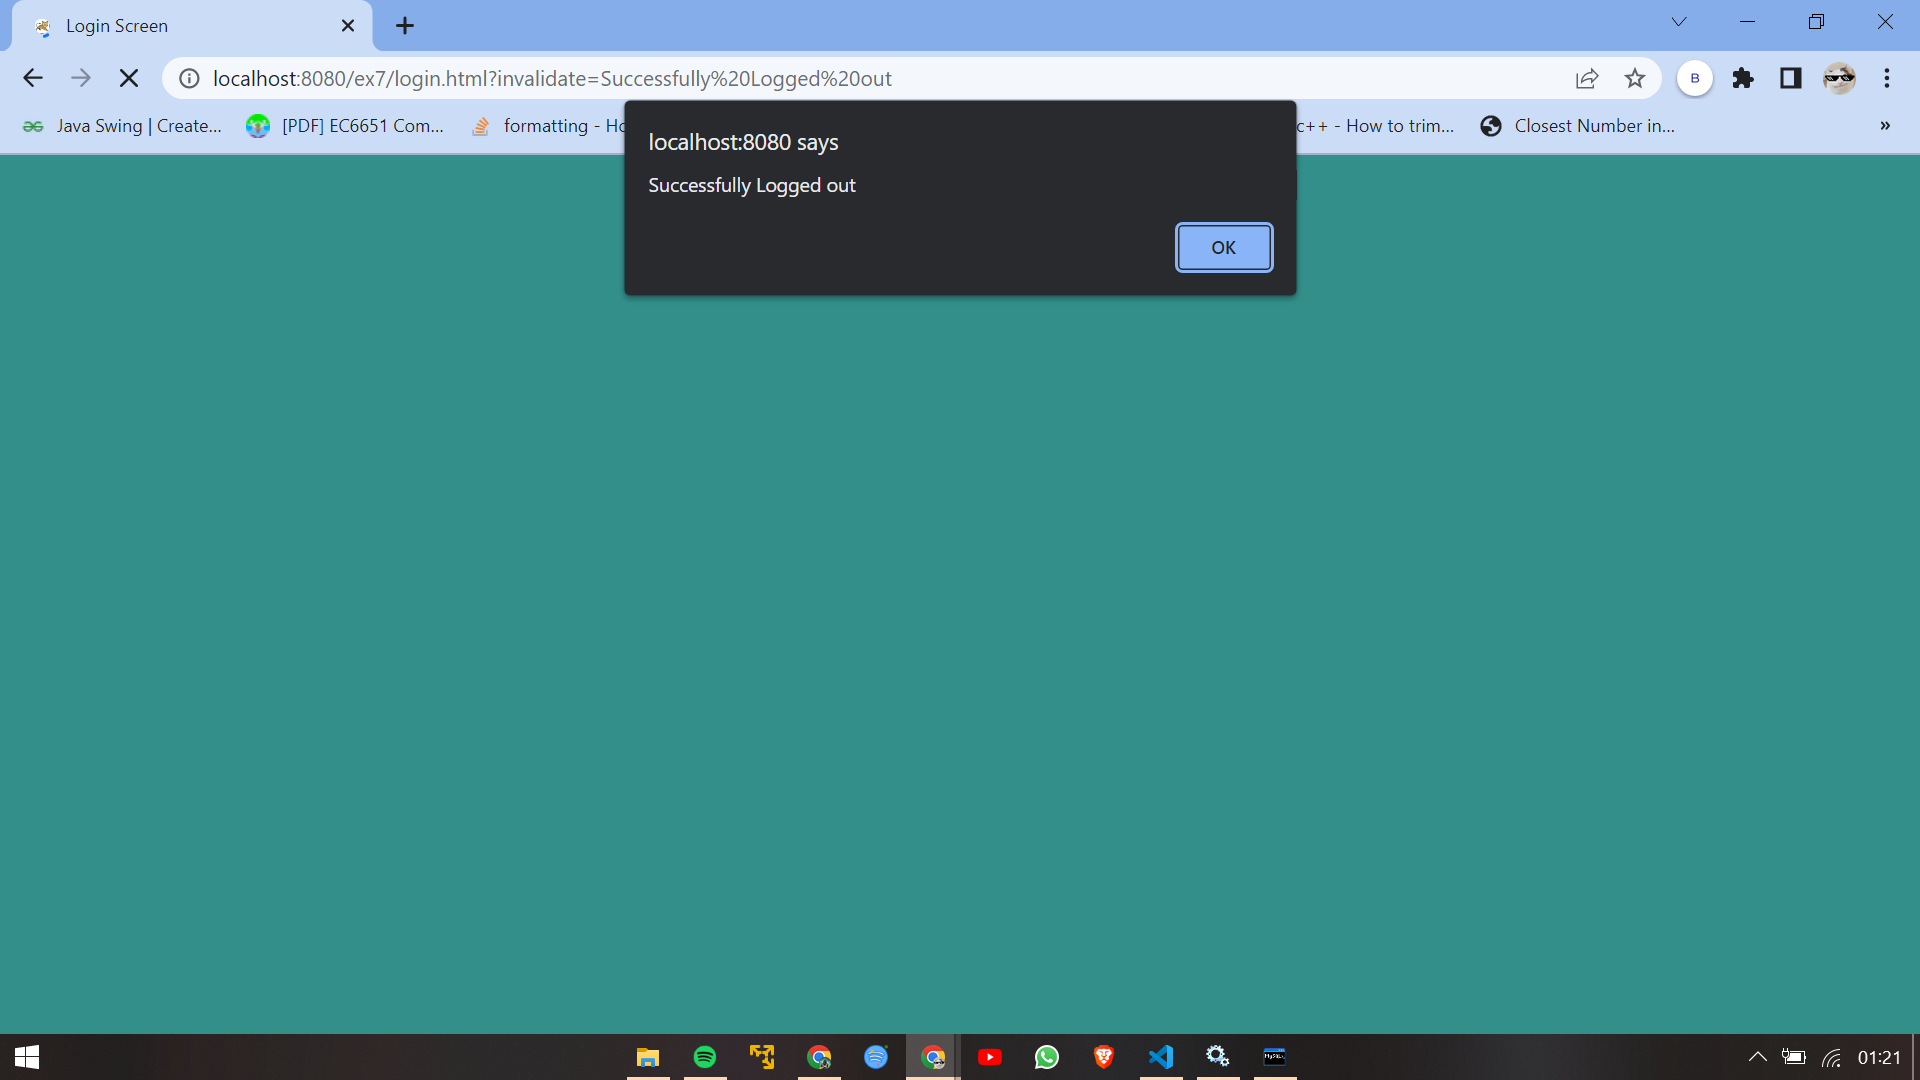 Login Screen
localhost:8080/ex7/login.html?invalidate=Successfully%20Logged%20out
B
Java Swing | Create...
[PDF] EC6651 Com...
formatting - Ho
c++ - How to trim...
Closest Number in...
»
localhost:8080 says
Successfully Logged out
OK
01:21